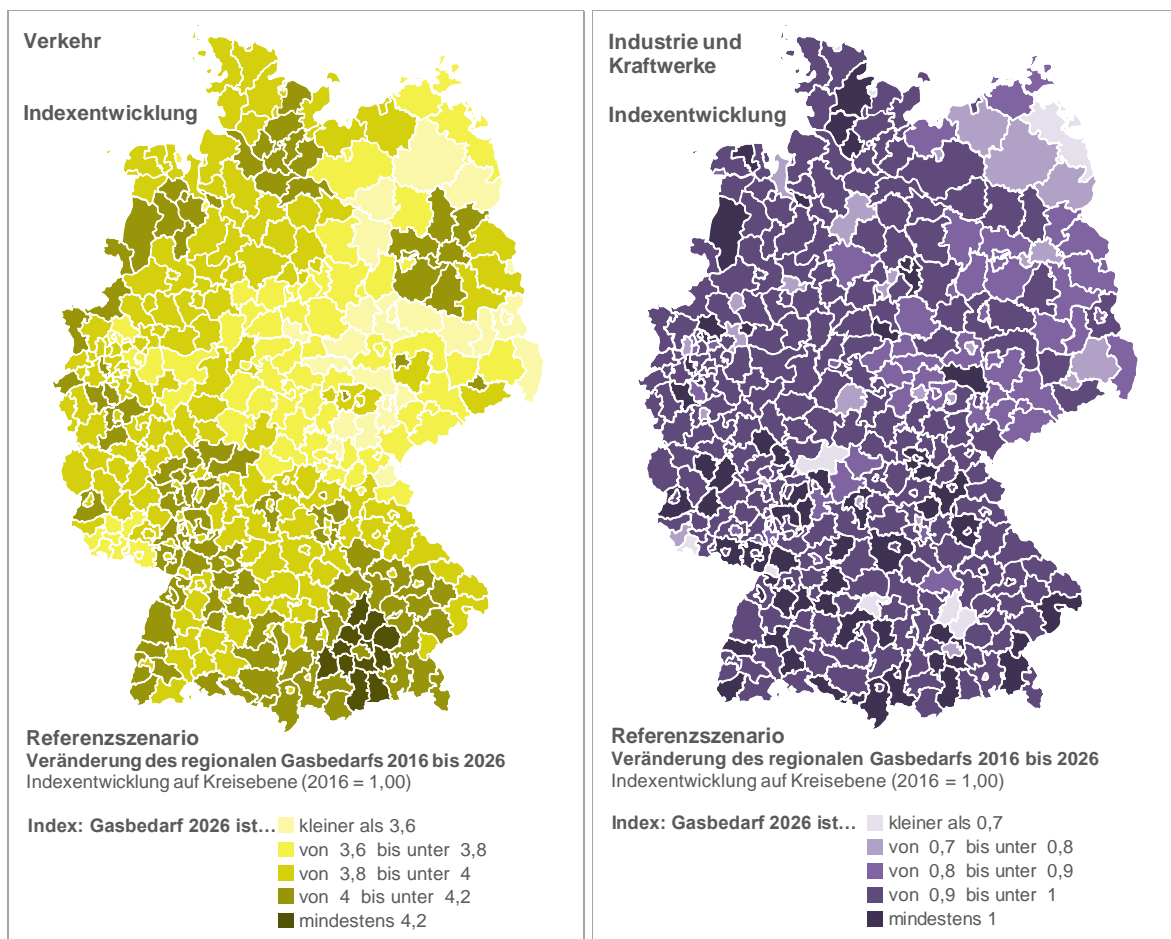 Verkehr
Indexentwicklung
Referenzszenario
Veränderung des regionalen Gasbedarfs 2016 bis 2026
Indexentwicklung auf Kreisebene (2016 = 1,00)
Index: Gasbedarf 2026 ist… kleiner als 3,6
von 3,6 bis unter 3,8
von 3,8 bis unter 4
von 4 bis unter 4,2
mindestens 4,2
Industrie und
Kraftwerke
Indexentwicklung
Referenzszenario
Veränderung des regionalen Gasbedarfs 2016 bis 2026
Indexentwicklung auf Kreisebene (2016 = 1,00)
Index: Gasbedarf 2026 ist… kleiner als 0,7
von 0,7 bis unter 0,8
von 0,8 bis unter 0,9
von 0,9 bis unter 1
mindestens 1